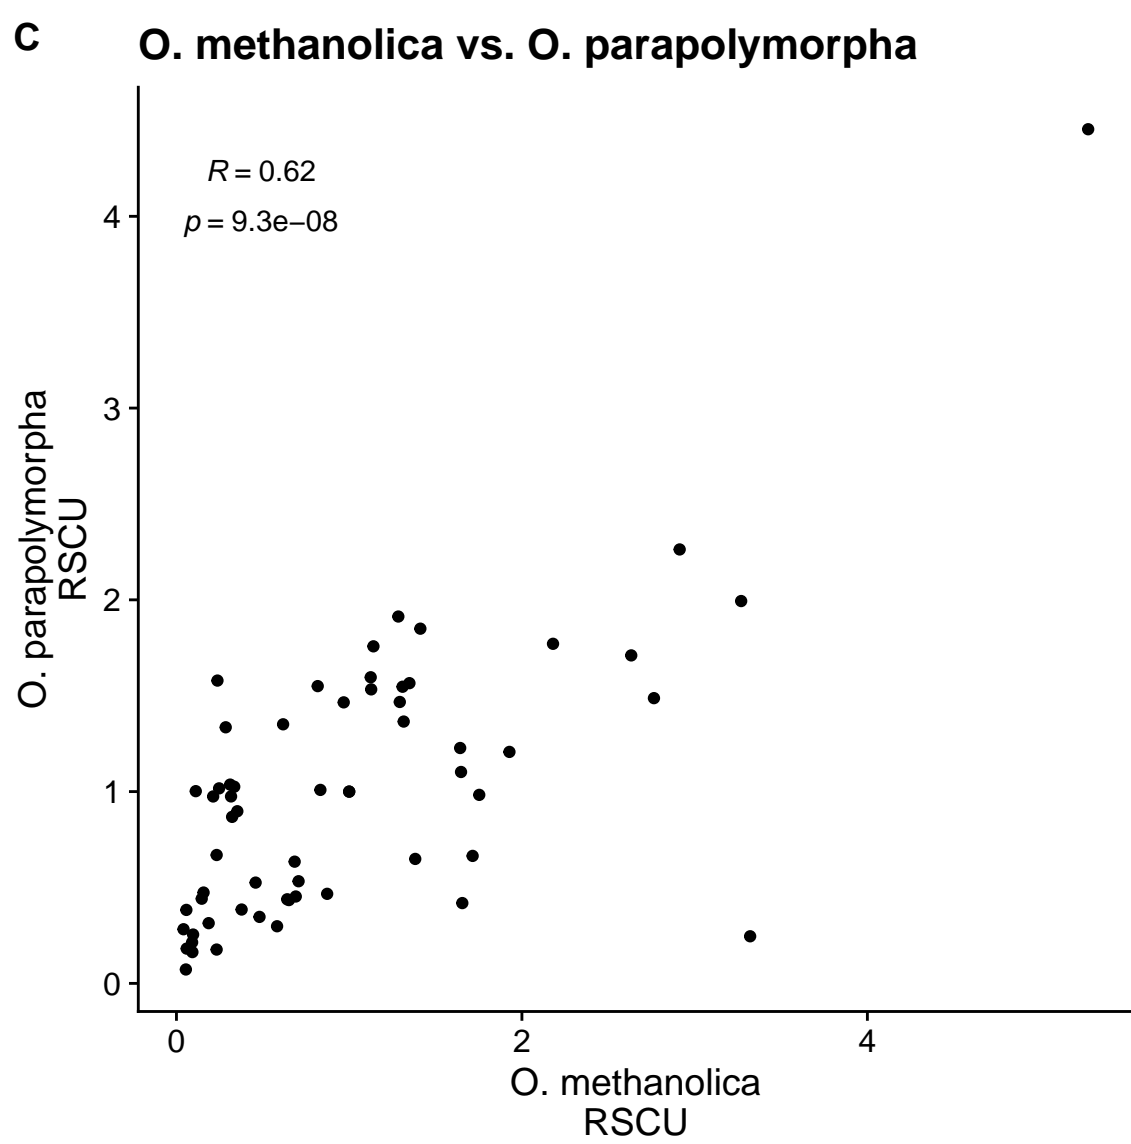 C
O. methanolica vs. O. parapolymorpha
R = 0.62
p = 9.3e−08
4
3
2
1
0
O. parapolymorpha
RSCU
0
2
4
O. methanolica
RSCU